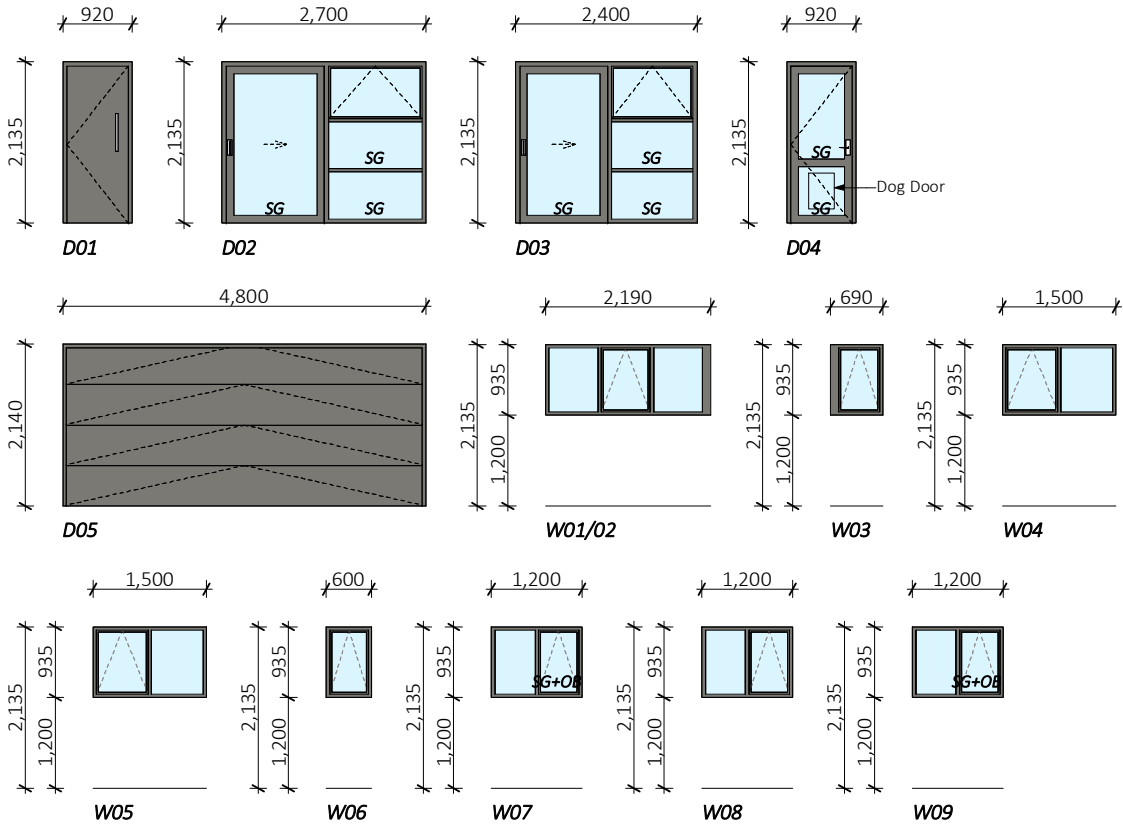 920
2,700
2,400
920
2,135
2,135
2,135
2,135
SG
SG
SG
SG
SG
SG
SG
SG
Dog Door
D01
D02
D03
D04
4,800
2,190
690
1,500
2,140
2,135
935
1,200
2,135
935
1,200
2,135
935
1,200
D05
W01/02
W03
W04
1,500
600
1,200
1,200
1,200
2,135
935
1,200
2,135
935
1,200
2,135
935
1,200
SG+OB
2,135
935
1,200
2,135
935
1,200
SG+OB
W05
W06
W07
W08
W09